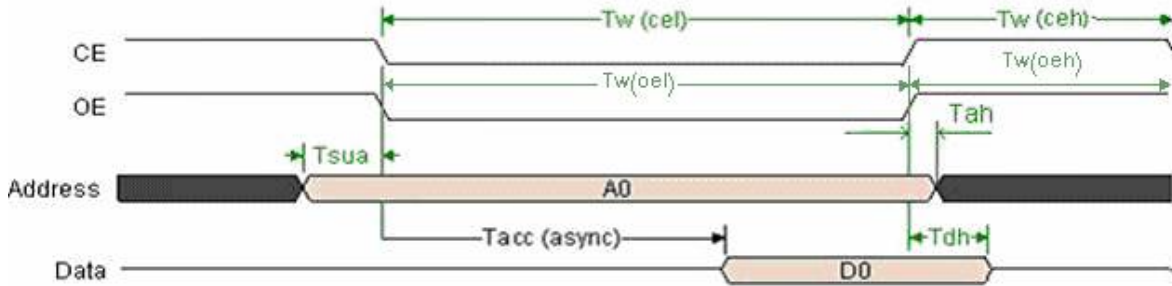 Tw (cel) Tw (ceh)
CE
Tw(oel) Tw(oeh)
OE
Tah
Tsua
Address A0
Tacc (async) Tdh
Data D0